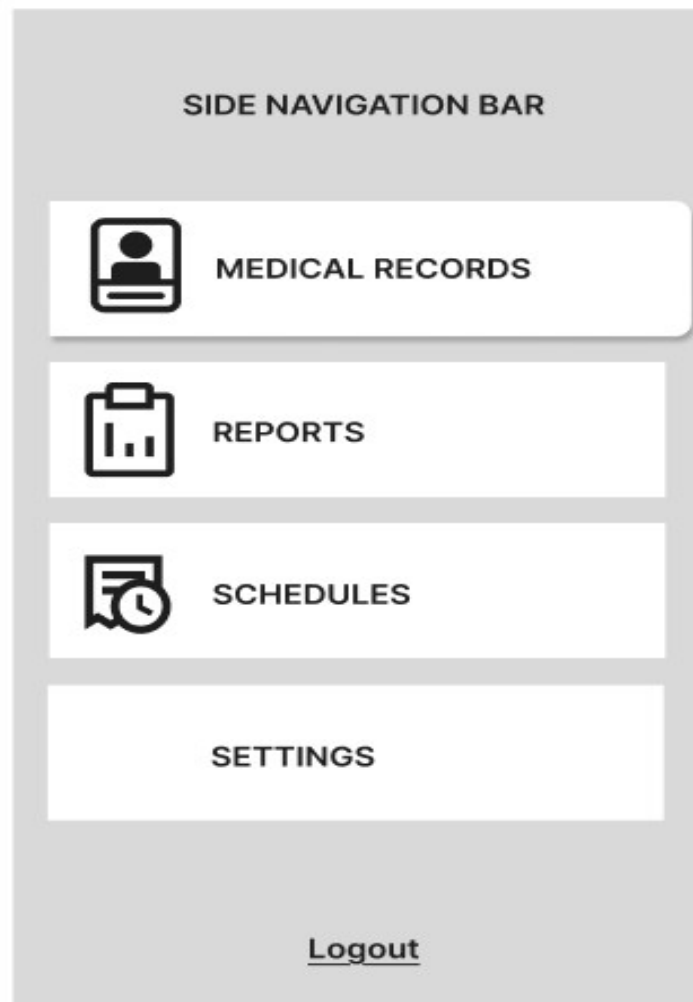 SIDE NAVIGATION BAR
MEDICAL RECORDS
REPORTS
SCHEDULES
SETTINGS
Logout